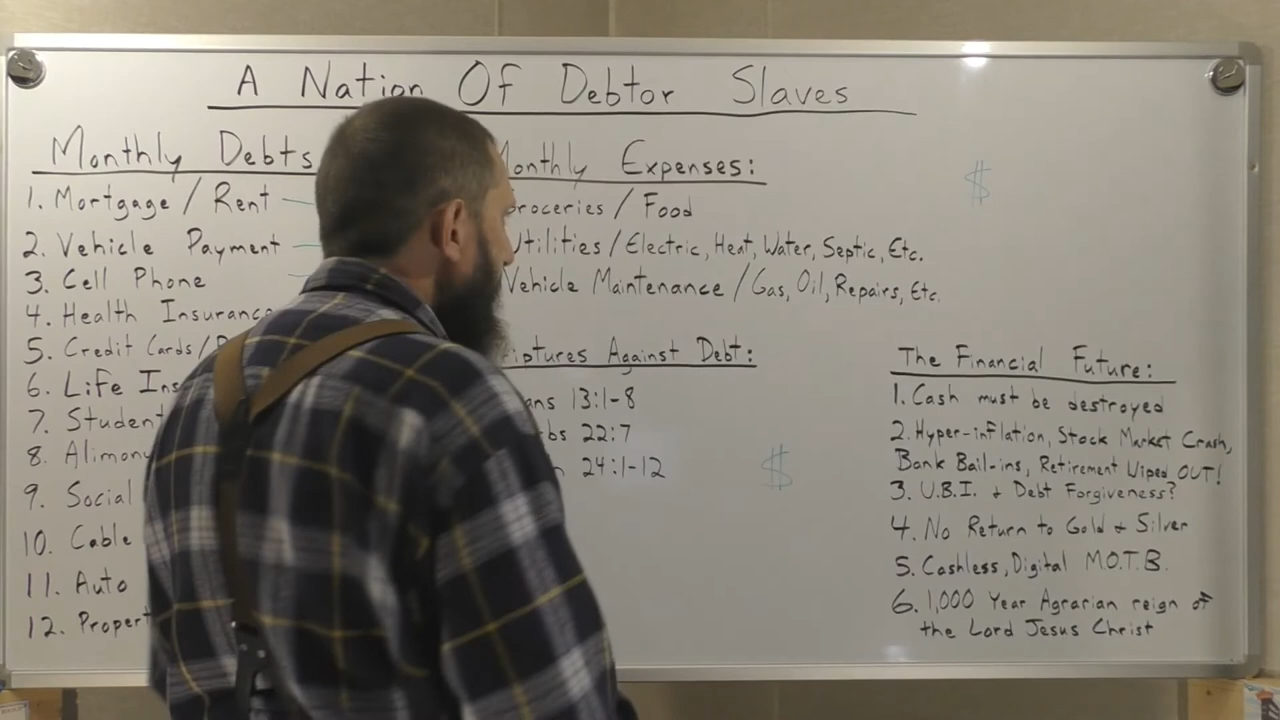 A Nation Of Debtor Slaves
Monthly Debts
1. Mortgage / Rent
2. Vehicle Payment
3. Cell Phone
4. Health Insurance
5. Credit Cards /
6. Life Ins
7. Student
8. Alimony
9. Social
10. Cable
11. Auto
12. Propert
Monthly Expenses:
Groceries / Food
Utilities / Electric, Heat, Water, Septic, Etc.
Vehicle Maintenance / Gas, Oil, Repairs, Etc.
iptures Against Debt:
ans 13:1-8
bs 22:7
24:1-12
$
$
The Financial Future:
1. Cash must be destroyed
2. Hyper-inflation, Stock Market Crash,
Bank Bail-ins, Retirement Wiped OUT!
3. U.B.I. + Debt Forgiveness?
4. No Return to Gold + Silver
5. Cashless, Digital M.O.T.B.
6. 1,000 Year Agrarian reign of
the Lord Jesus Christ